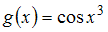 g(x) = cos x³